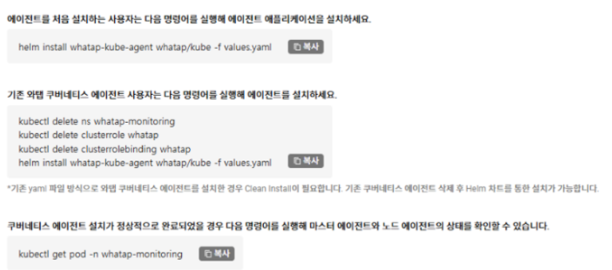 에이전트를 처음 설치하는 사용자는 다음 명령어를 실행해 에이전트 애플리케이션을 설치하세요.
helm install whatap-kube-agent whatap/kube -f values.yaml 복사
기존 와탭 쿠버네티스 에이전트 사용자는 다음 명령어를 실행해 에이전트를 설치하세요.
kubectl delete ns whatap-monitoring
kubectl delete clusterrole whatap
kubectl delete clusterrolebinding whatap
helm install whatap-kube-agent whatap/kube -f values.yaml 복사
*기존 yaml 파일 방식으로 와탭 쿠버네티스 에이전트를 설치한 경우 Clean Install이 필요합니다. 기존 쿠버네티스 에이전트 삭제 후 Helm 차트를 통한 설치가 가능합니다.
쿠버네티스 에이전트 설치가 정상적으로 완료되었을 경우 다음 명령어를 실행해 마스터 에이전트와 노드 에이전트의 상태를 확인할 수 있습니다.
kubectl get pod -n whatap-monitoring 복사